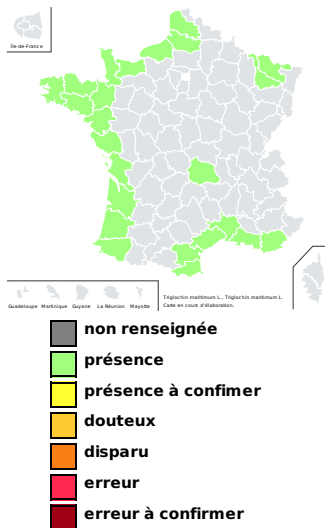 Île-de-France
Guadeloupe Martinique Guyane La Réunion Mayotte
Triglochin maritimum L., Triglochin maritimum L.
Carte en cours d'élaboration.
non renseignée
présence
présence à confimer
douteux
disparu
erreur
erreur à confirmer